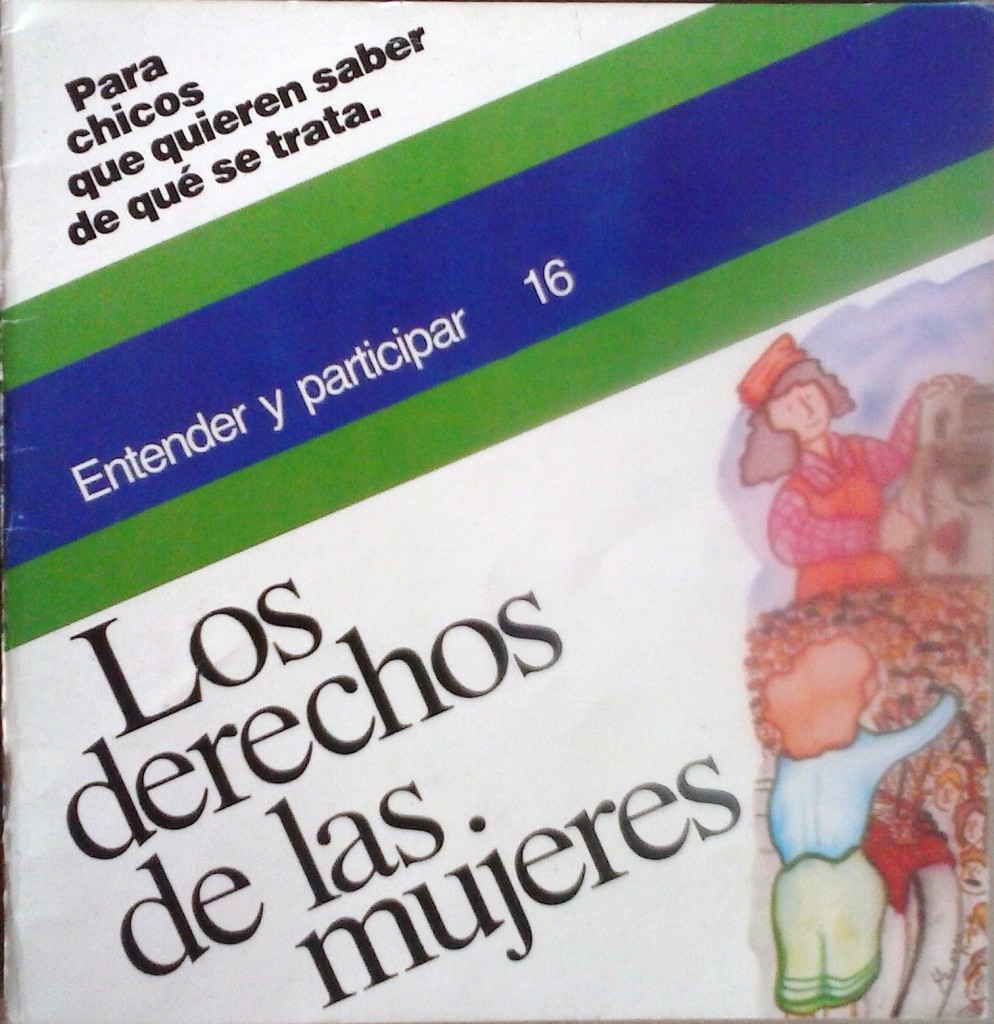 Para
chicos
que quieren saber
de qué se trata.
Entender y participar 16
Los
derechos
de las
mujeres